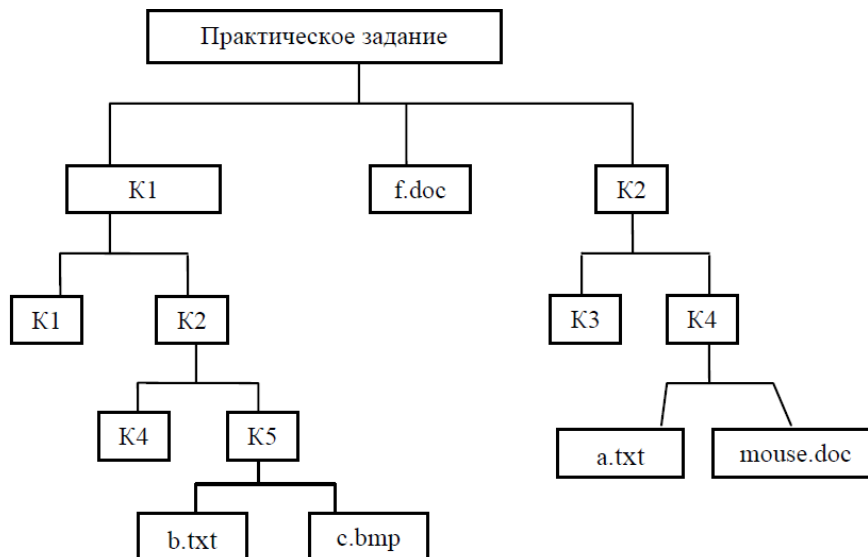 Практическое задание
К1
f.doc
К2
К1
К2
К3
К4
К4
К5
a.txt
mouse.doc
b.txt
c.bmp